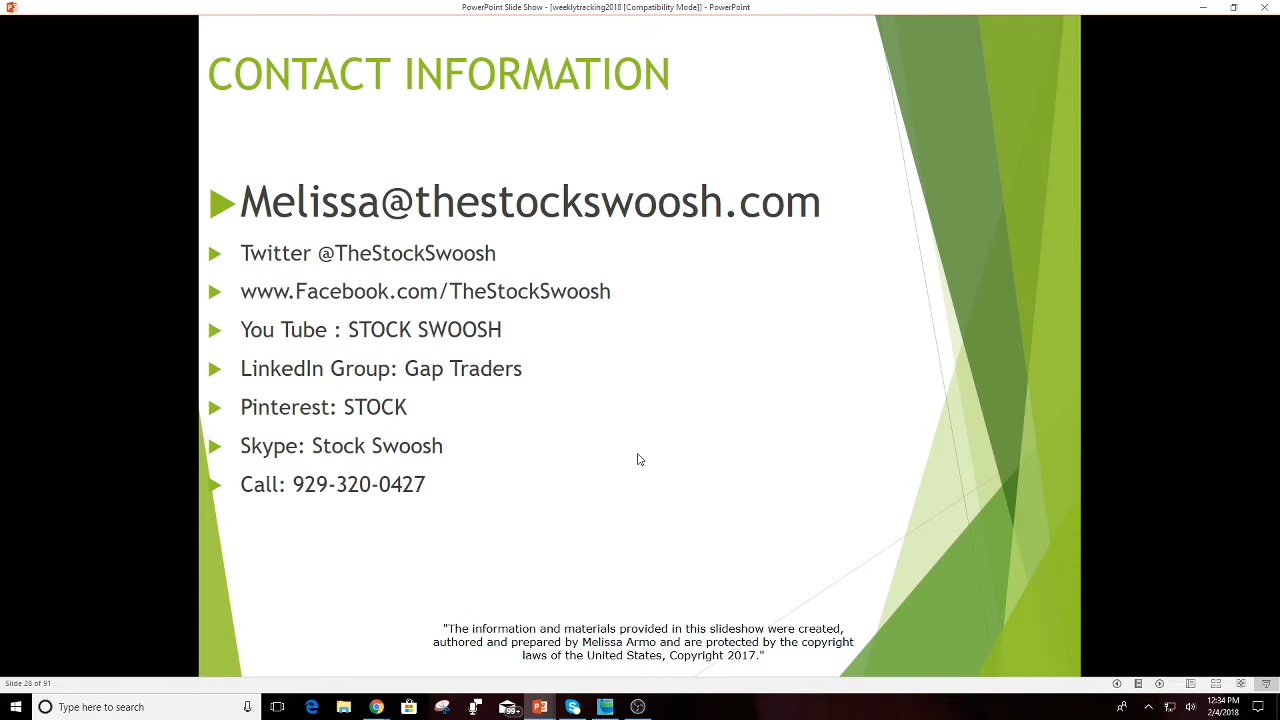 PowerPoint Slide Show - [weeklytracking2018 [Compatibility Mode]] - PowerPoint
CONTACT INFORMATION
Melissa@thestockswoosh.com
Twitter @TheStockSwoosh
www.Facebook.com/TheStockSwoosh
You Tube : STOCK SWOOSH
LinkedIn Group: Gap Traders
Pinterest: STOCK
Skype: Stock Swoosh
Call: 929-320-0427
"The information and materials provided in this slideshow were created,
authored and prepared by Melissa Armo and are protected by the copyright
laws of the United States, Copyright 2017."
Slide 28 of 91
Type here to search
99+
12:34 PM
2/4/2018